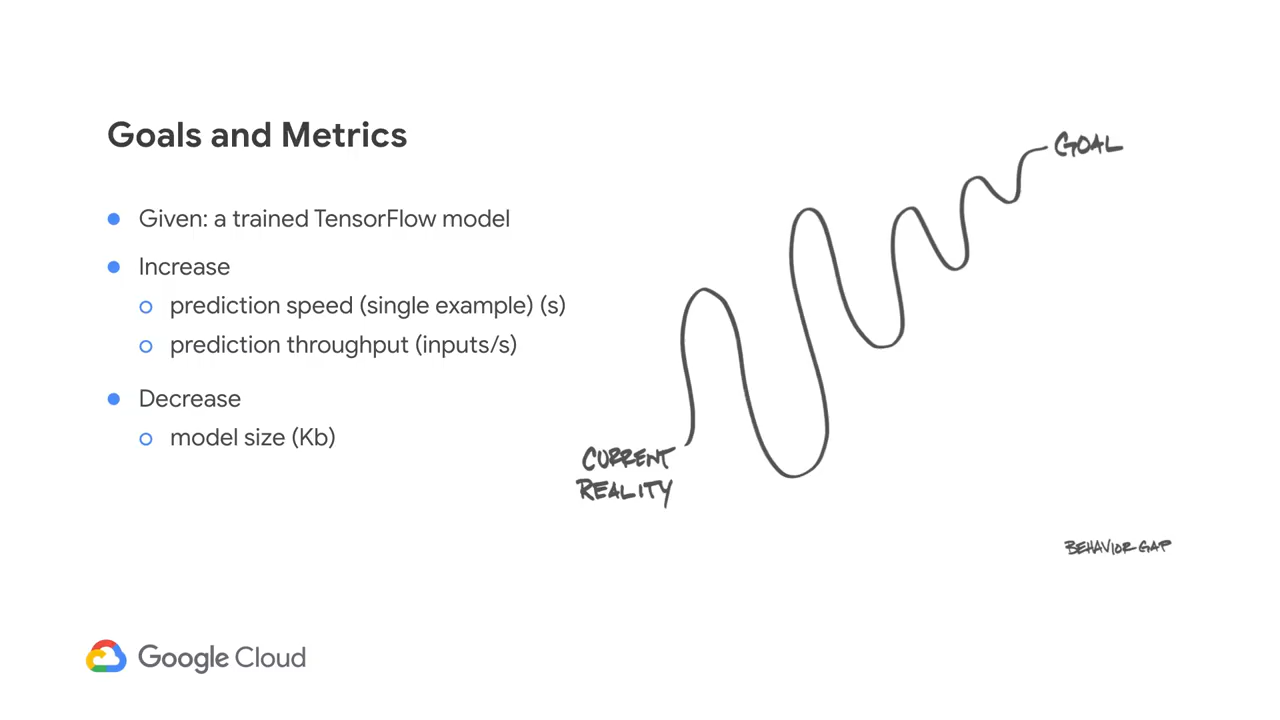 Goals and Metrics
Given: a trained TensorFlow model
Increase
prediction speed (single example) (s)
prediction throughput (inputs/s)
Decrease
model size (Kb)
GOAL
CURRENT
REALITY
BEHAVIOR GAP
Google Cloud